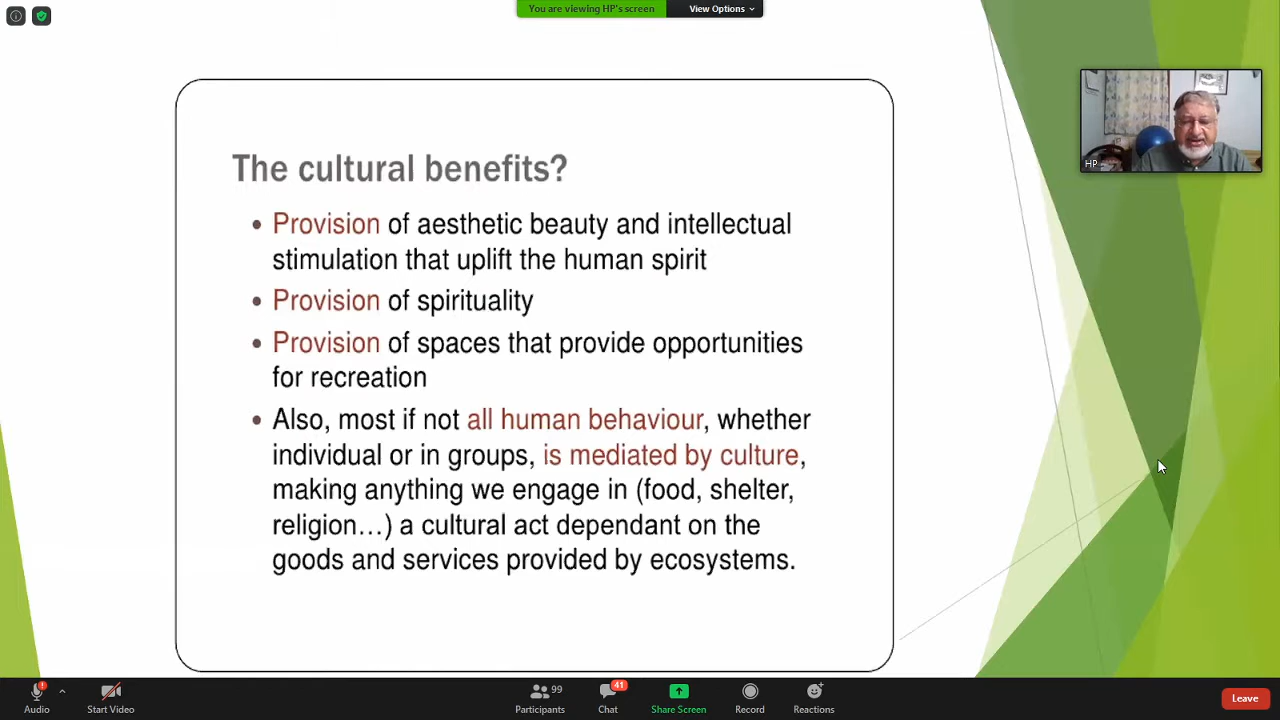 You are viewing HP's screen
View Options
The cultural benefits?
• Provision of aesthetic beauty and intellectual
stimulation that uplift the human spirit
• Provision of spirituality
• Provision of spaces that provide opportunities
for recreation
• Also, most if not all human behaviour, whether
individual or in groups, is mediated by culture,
making anything we engage in (food, shelter,
religion…) a cultural act dependant on the
goods and services provided by ecosystems.
HP
Audio
Start Video
Participants
99
Chat
41
Share Screen
Record
Reactions
Leave